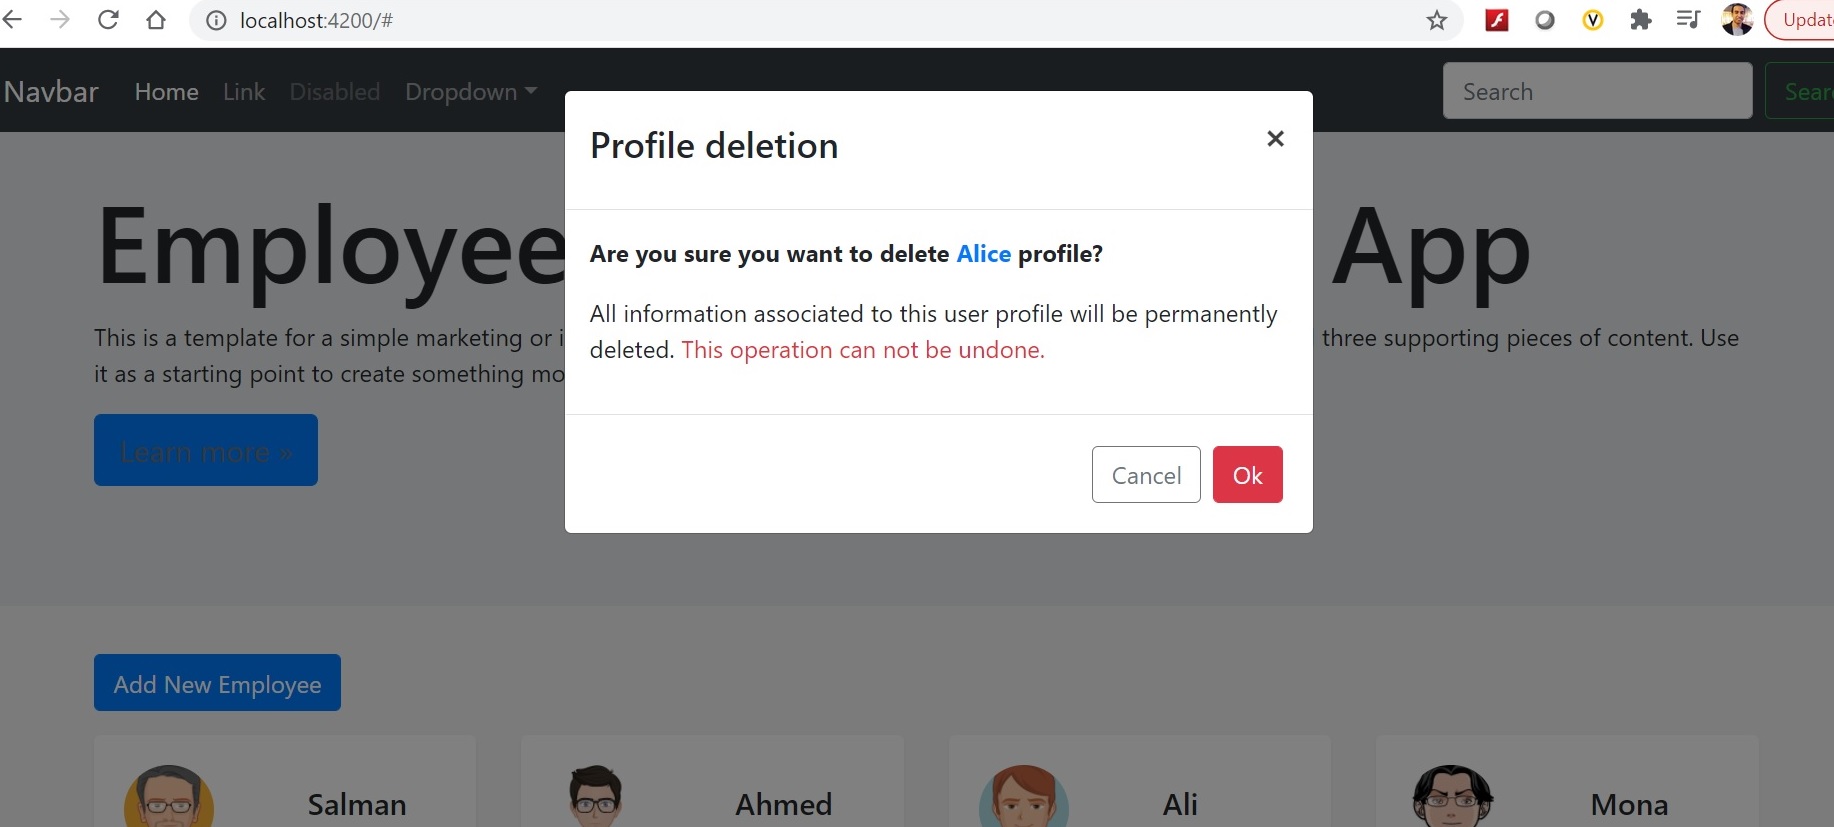 localhost:4200/#
Navbar Home Link Disabled Dropdown Search
Profile deletion ×
Employee App
Are you sure you want to delete Alice profile?
All information associated to this user profile will be permanently
deleted. This operation can not be undone.
This is a template for a simple marketing or three supporting pieces of content. Use
it as a starting point to create something
Learn more »
Cancel Ok
Add New Employee
Salman Ahmed Ali Mona